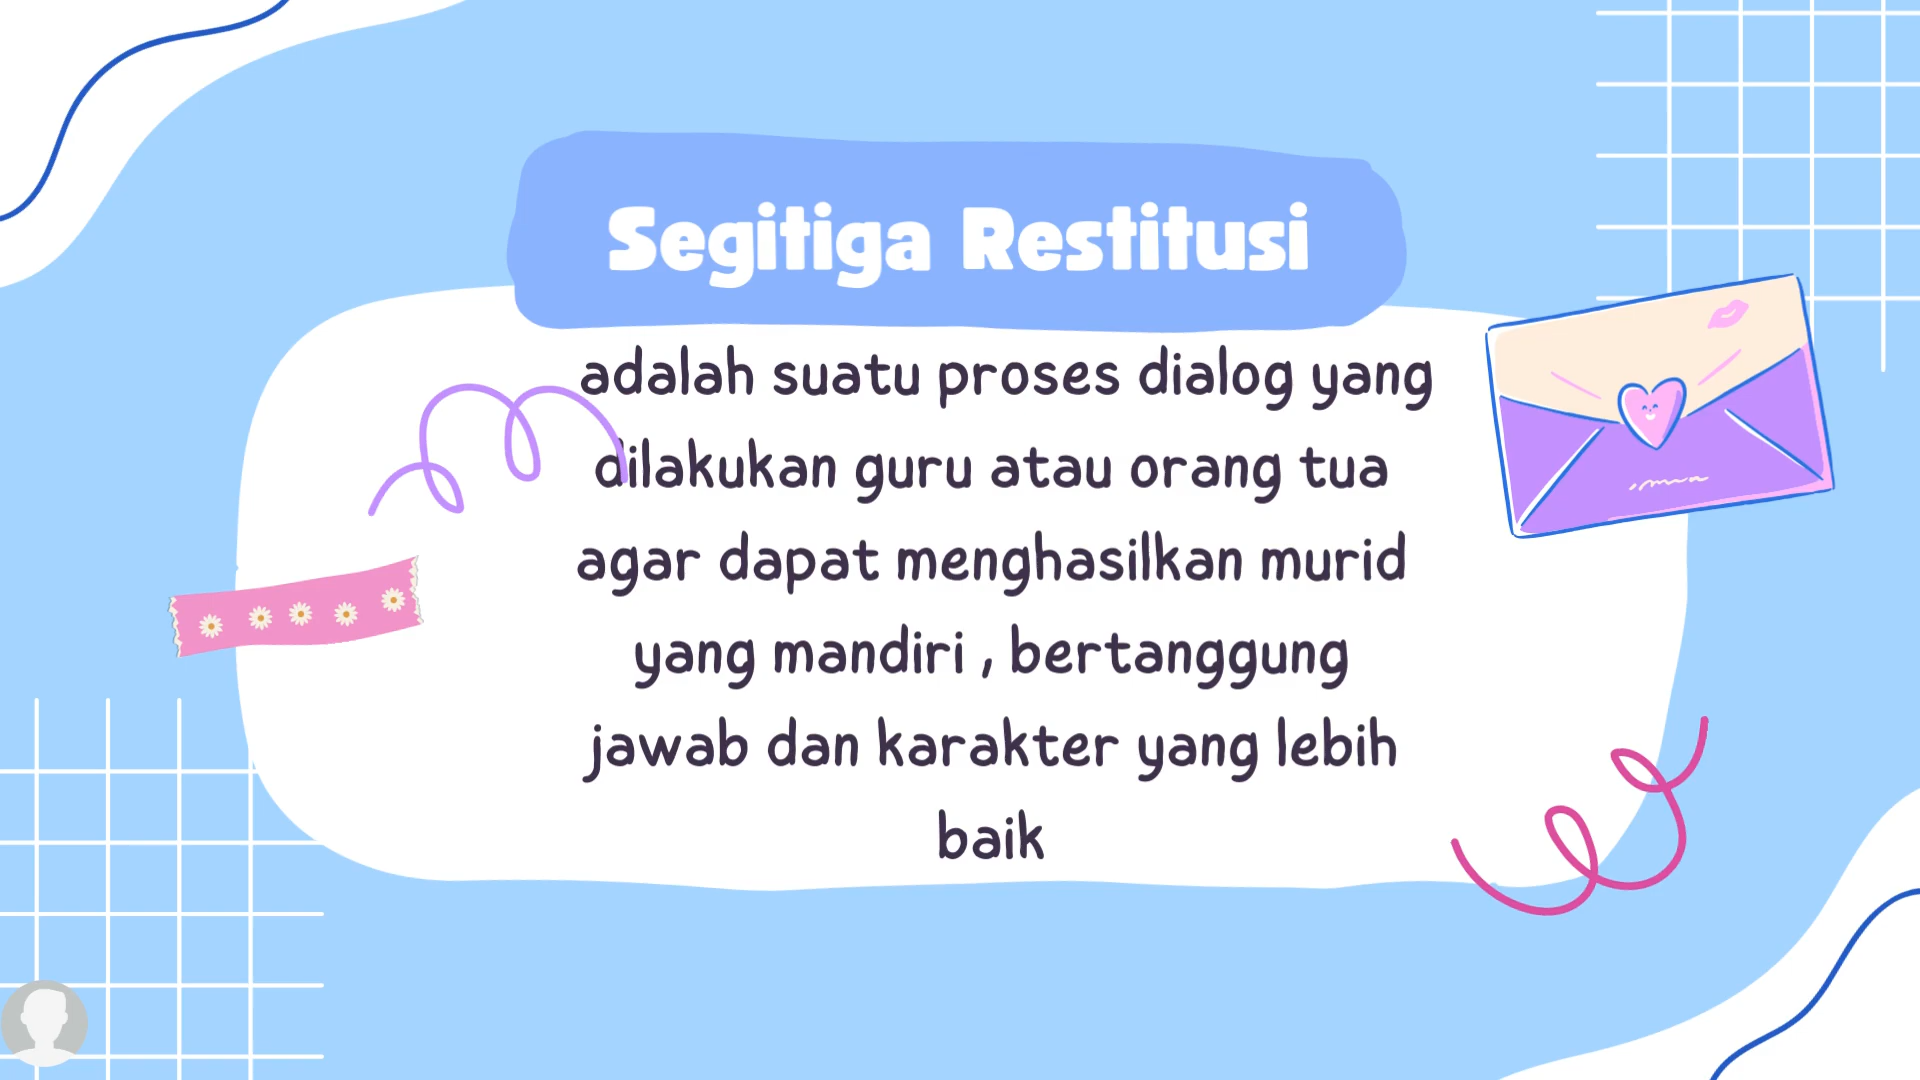 Segitiga Restitusi
adalah suatu proses dialog yang
dilakukan guru atau orang tua
agar dapat menghasilkan murid
yang mandiri , bertanggung
jawab dan karakter yang lebih
baik